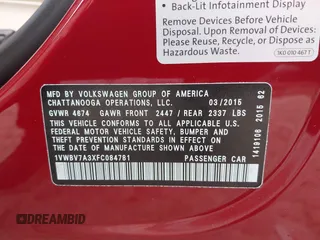 • Back-Lit Infotainment Display
Remove Devices Before Vehicle
Disposal. Upon Removal of Devices:
Please Reuse, Recycle or Dispose as
Hazardous Waste.
MFD. BY VOLKSWAGEN GROUP OF AMERICA
CHATTANOOGA OPERATIONS, LLC. 03/2015
GVWR 4674 GAWR FRONT 2447 / REAR 2337 LBS
THIS VEHICLE CONFORMS TO ALL APPLICABLE
FEDERAL MOTOR VEHICLE SAFETY, BUMPER AND
THEFT PREVENTION STANDARDS IN EFFECT ON
THE DATE OF MANUFACTURE SHOWN ABOVE.
1VWBV7A3XFC084781 PASSENGER CAR
1419106 2015 62
DREAMBID